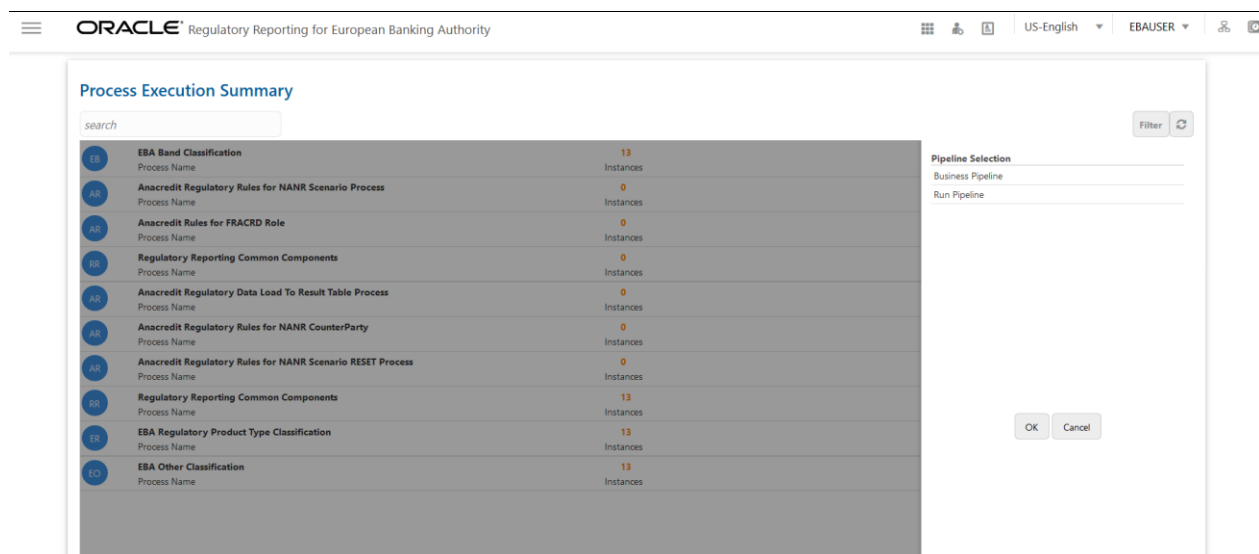 ORACLE® Regulatory Reporting for European Banking Authority
US-English
EBAUSER
Process Execution Summary
search
Filter
EB
EBA Band Classification
Process Name
13
Instances
AR
Anacredit Regulatory Rules for NANR Scenario Process
Process Name
0
Instances
AR
Anacredit Rules for FRACRD Role
Process Name
0
Instances
RR
Regulatory Reporting Common Components
Process Name
0
Instances
AR
Anacredit Regulatory Data Load To Result Table Process
Process Name
0
Instances
AR
Anacredit Regulatory Rules for NANR CounterParty
Process Name
0
Instances
AR
Anacredit Regulatory Rules for NANR Scenario RESET Process
Process Name
0
Instances
RR
Regulatory Reporting Common Components
Process Name
13
Instances
ER
EBA Regulatory Product Type Classification
Process Name
13
Instances
EO
EBA Other Classification
Process Name
13
Instances
Pipeline Selection
Business Pipeline
Run Pipeline
OK
Cancel